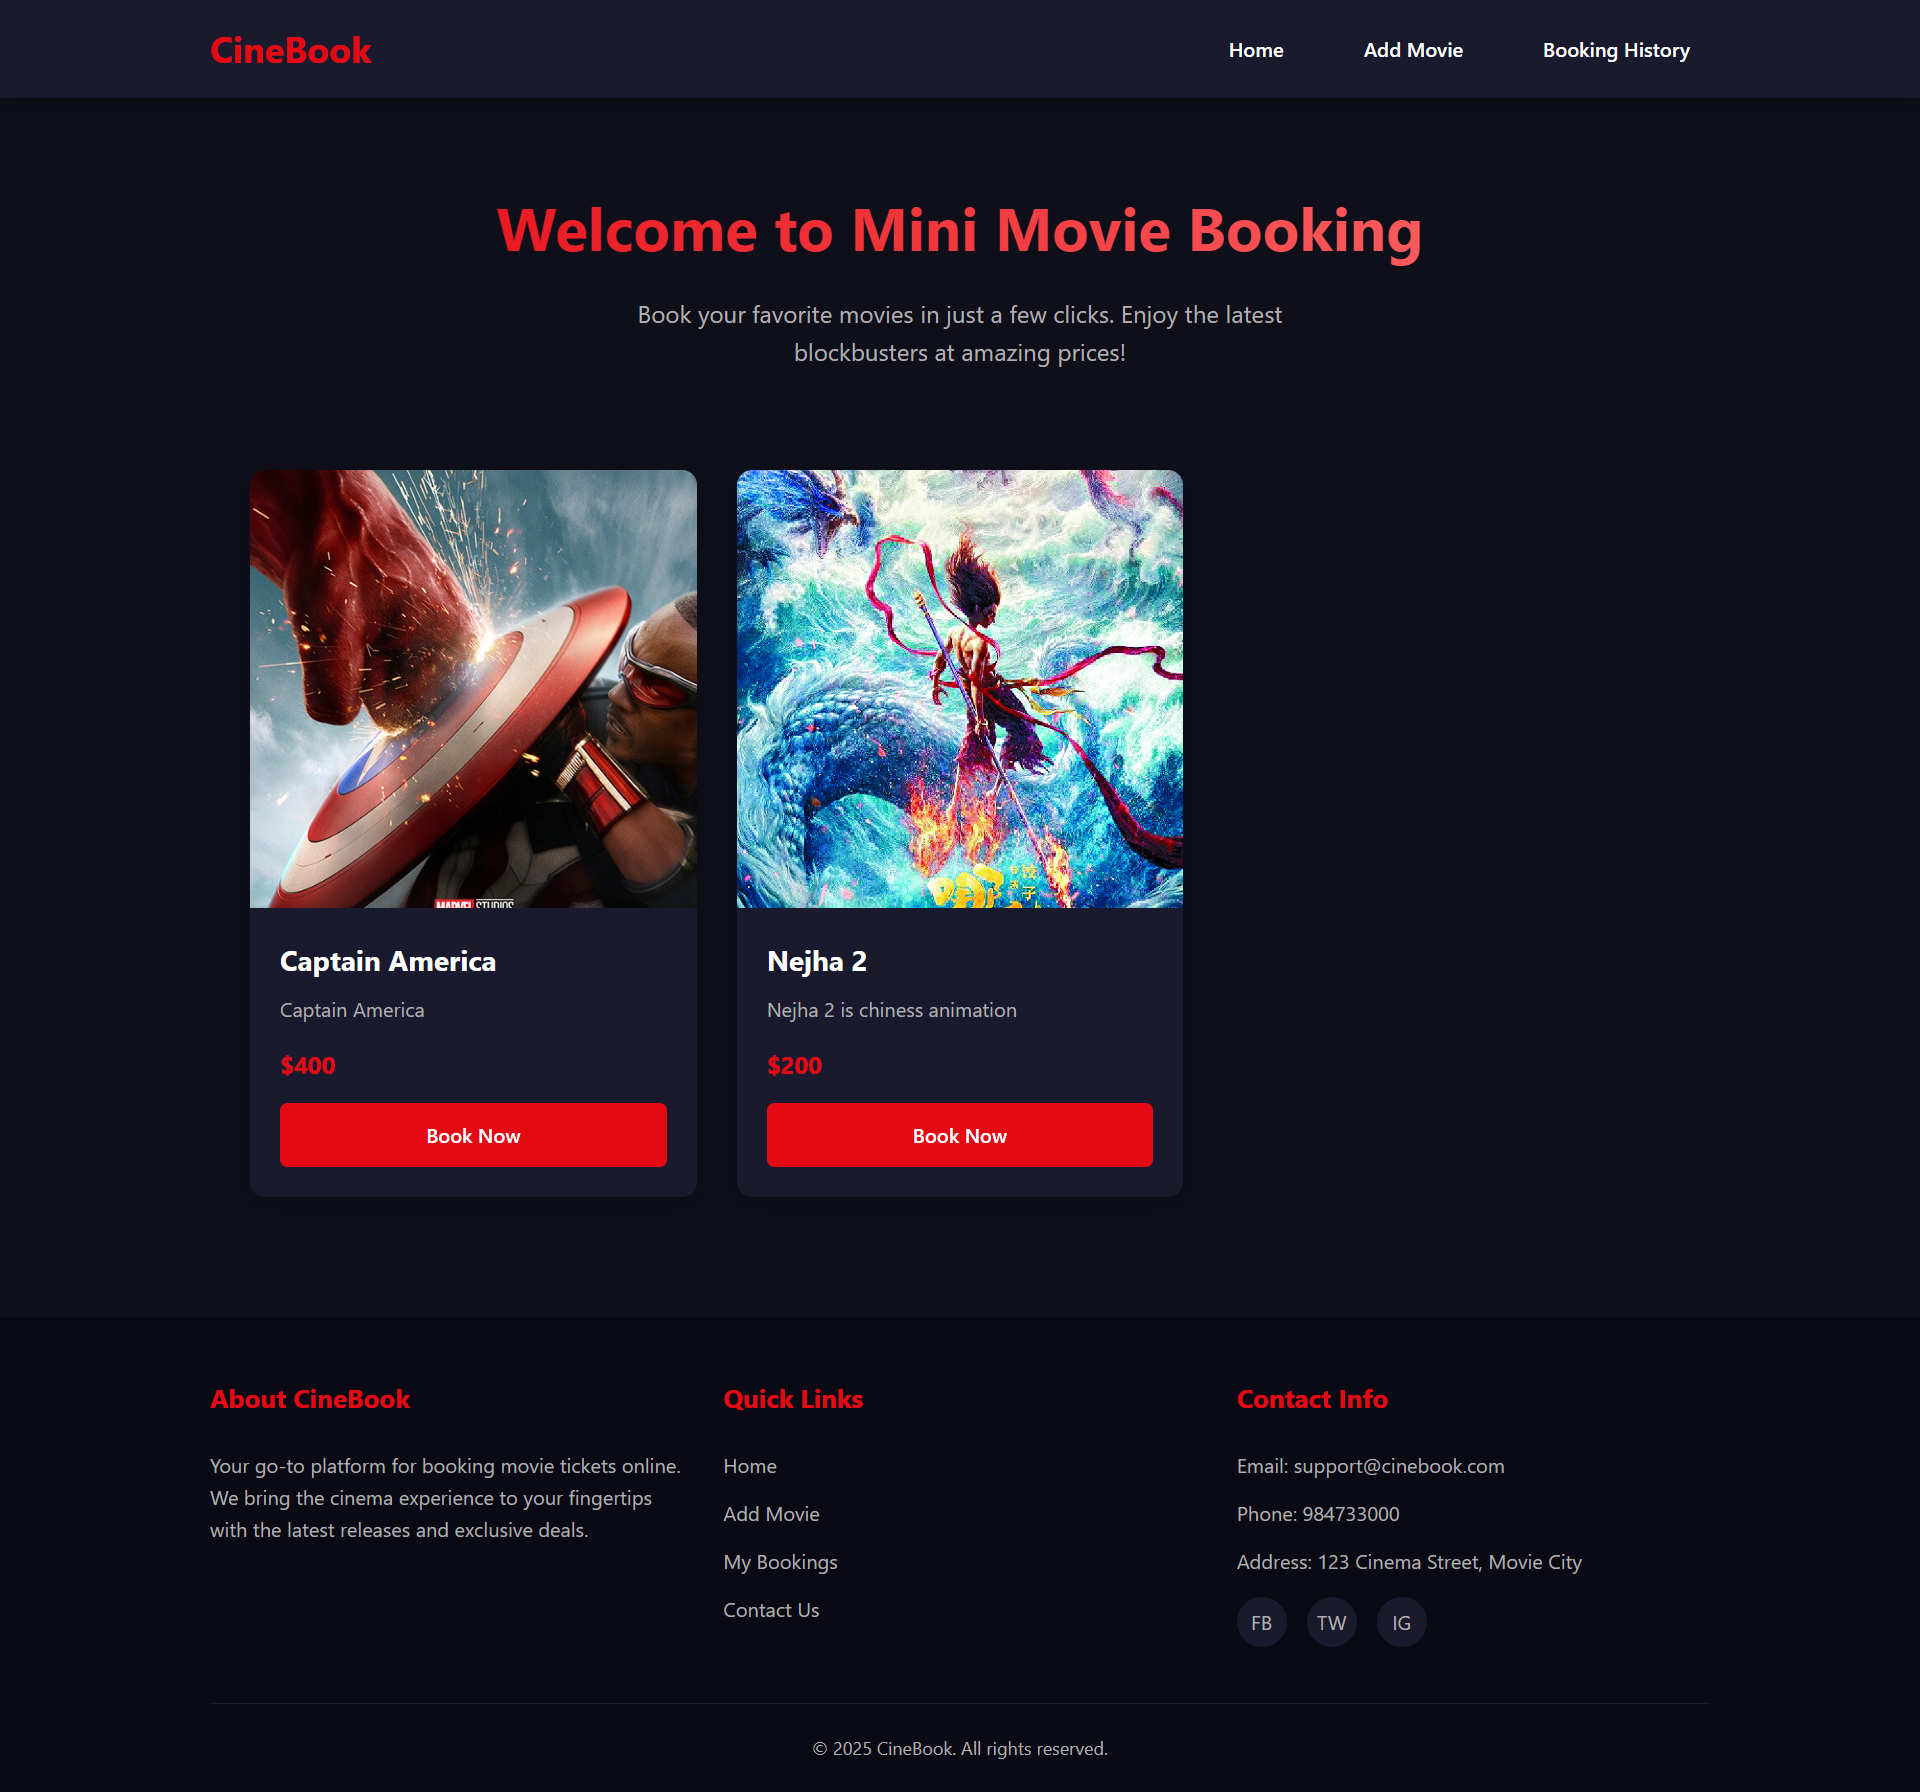 CineBook
Home
Add Movie
Booking History
Welcome to Mini Movie Booking
Book your favorite movies in just a few clicks. Enjoy the latest
blockbusters at amazing prices!
MARVEL STUDIOS
饺子
Captain America
Captain America
$400
Book Now
Nejha 2
Nejha 2 is chiness animation
$200
Book Now
About CineBook
Your go-to platform for booking movie tickets online.
We bring the cinema experience to your fingertips
with the latest releases and exclusive deals.
Quick Links
Home
Add Movie
My Bookings
Contact Us
Contact Info
Email: support@cinebook.com
Phone: 984733000
Address: 123 Cinema Street, Movie City
FB
TW
IG
© 2025 CineBook. All rights reserved.